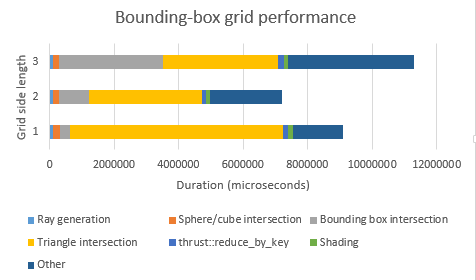 Bounding-box grid performance
Grid side length
3
2
1
0 2000000 4000000 6000000 8000000 10000000 12000000
Duration (microseconds)
Ray generation Sphere/cube intersection Bounding box intersection
Triangle intersection thrust::reduce_by_key Shading
Other